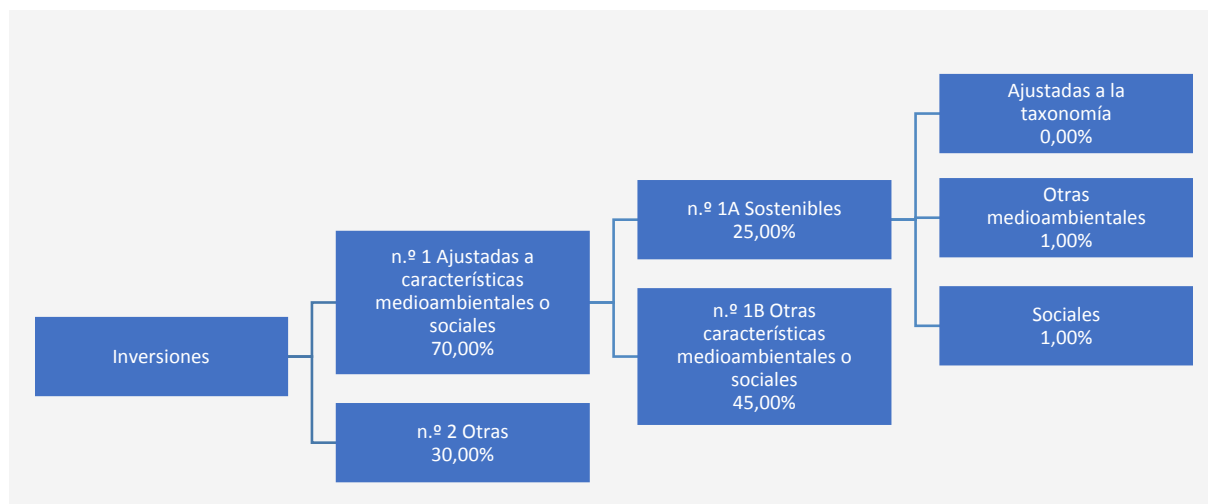 Inversiones
n.º 1 Ajustadas a
características
medioambientales o
sociales
70,00%
n.º 2 Otras
30,00%
n.º 1A Sostenibles
25,00%
n.º 1B Otras
características
medioambientales o
sociales
45,00%
Ajustadas a la
taxonomía
0,00%
Otras
medioambientales
1,00%
Sociales
1,00%